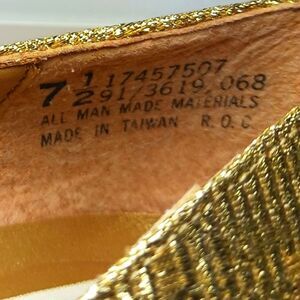 7 1/2 17457507
91/3619 068
ALL MAN MADE MATERIALS
MADE IN TAIWAN R.O.C.